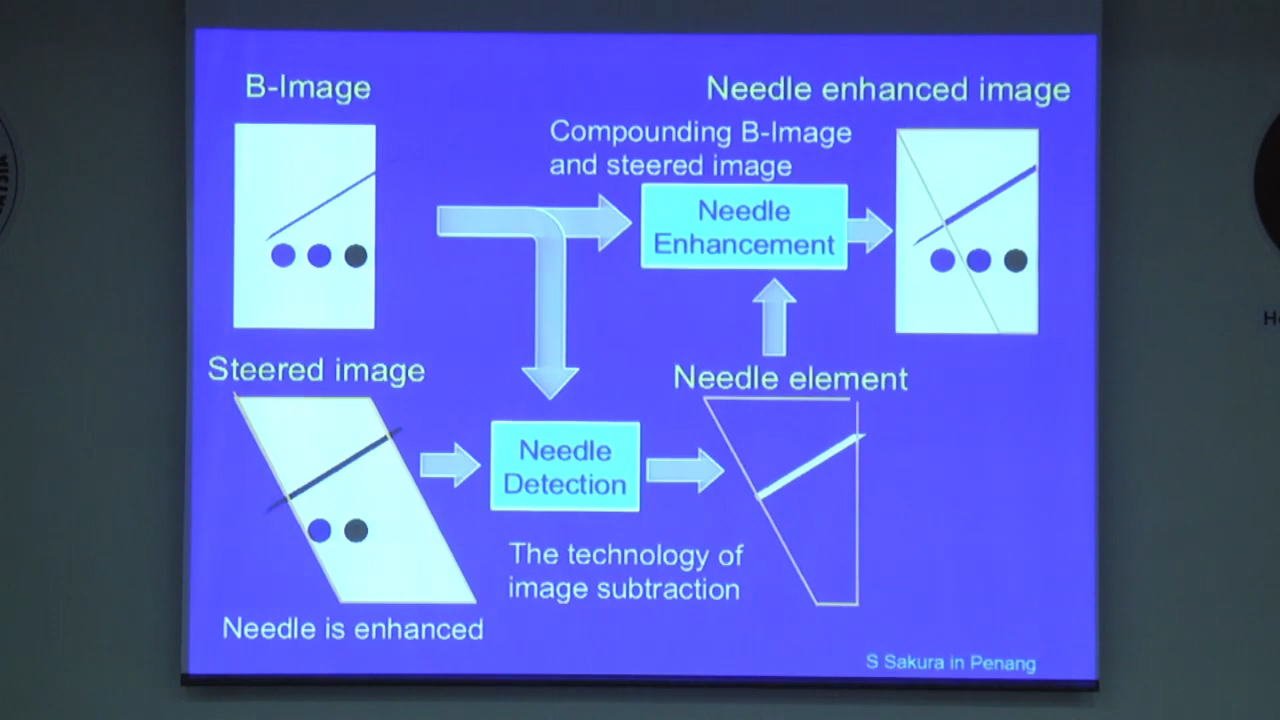 B-Image
Needle enhanced image
Compounding B-Image
and steered image
Needle
Enhancement
Steered image
Needle element
Needle
Detection
The technology of
image subtraction
Needle is enhanced
S Sakura in Penang